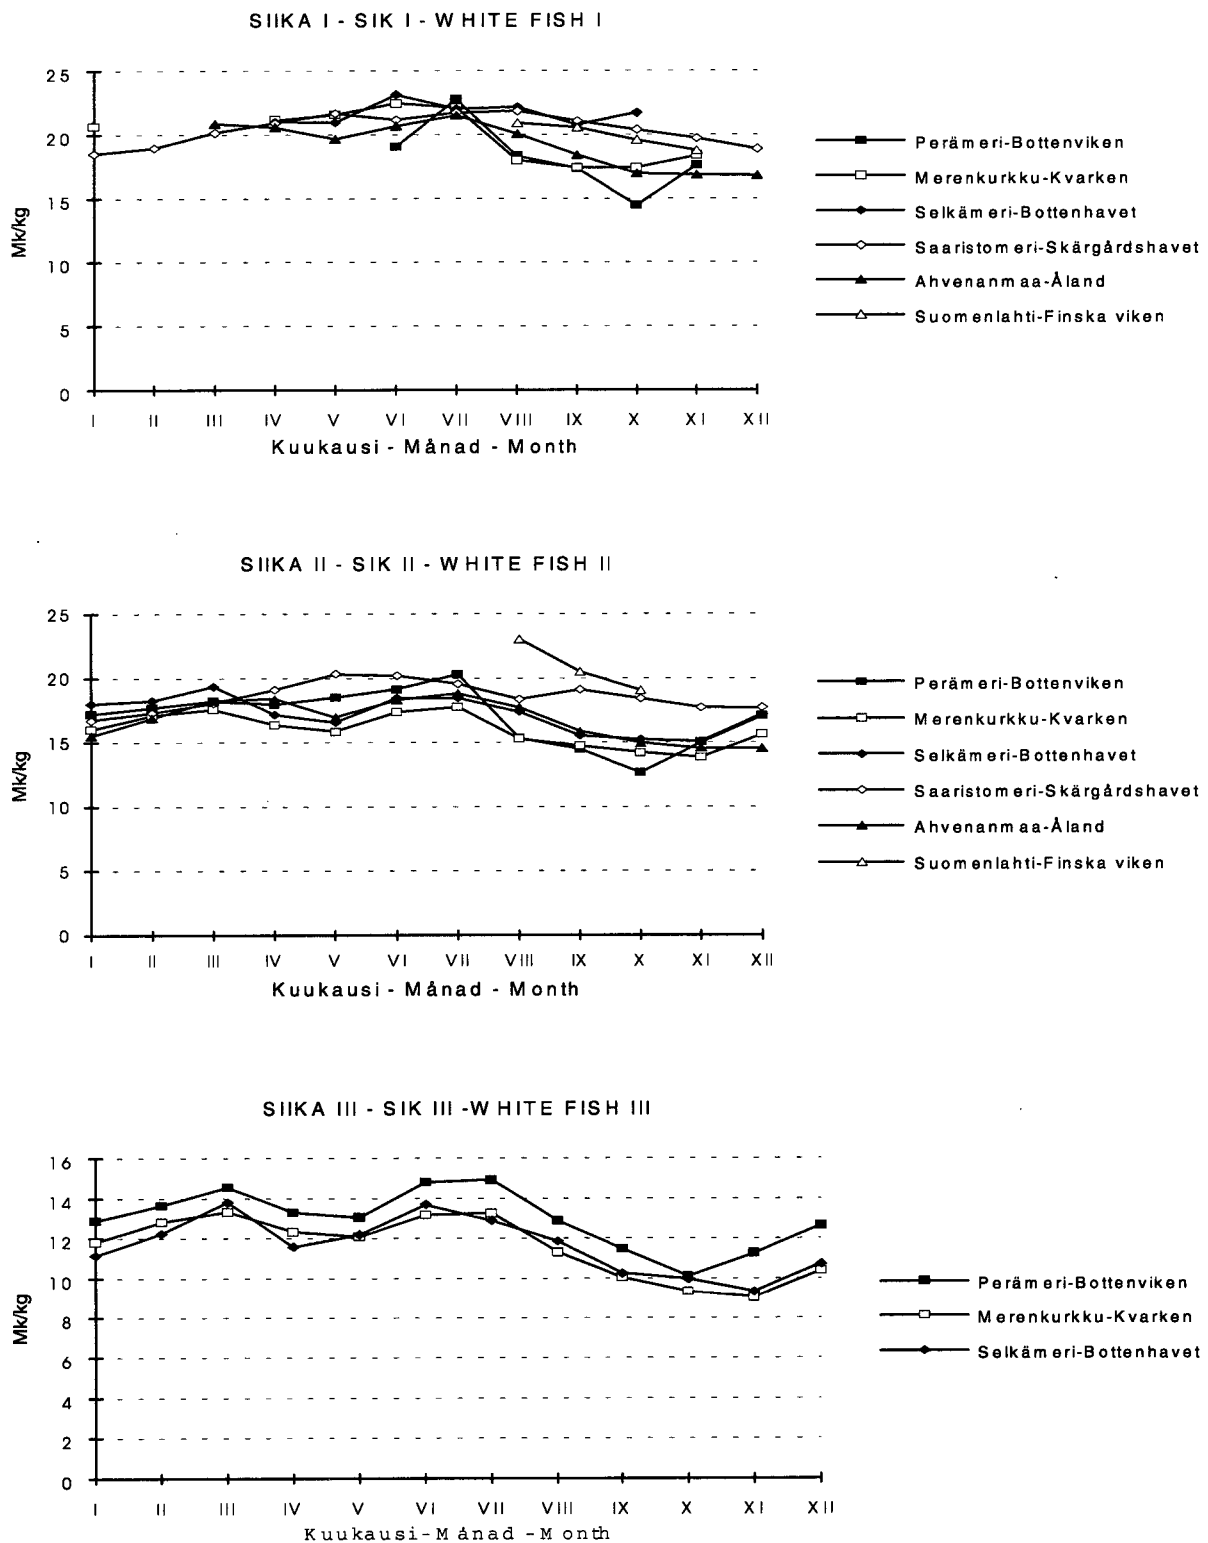 SIIKA I - SIK I - WHITE FISH I
25
20
15
10
5
0
Mk/kg
I II III IV V VI VII VIII IX X XI XII
Kuukausi - Månad - Month
Perämeri-Bottenviken
Merenkurkku-Kvarken
Selkämeri-Bottenhavet
Saaristomeri-Skärgårdshavet
Ahvenanmaa-Åland
Suomenlahti-Finska viken
SIIKA II - SIK II - WHITE FISH II
25
20
15
10
5
0
Mk/kg
I II III IV V VI VII VIII IX X XI XII
Kuukausi - Månad - Month
Perämeri-Bottenviken
Merenkurkku-Kvarken
Selkämeri-Bottenhavet
Saaristomeri-Skärgårdshavet
Ahvenanmaa-Åland
Suomenlahti-Finska viken
SIIKA III - SIK III -WHITE FISH III
16
14
12
10
8
6
4
2
0
Mk/kg
I II III IV V VI VII VIII IX X XI XII
Kuukausi-Månad -Month
Perämeri-Bottenviken
Merenkurkku-Kvarken
Selkämeri-Bottenhavet